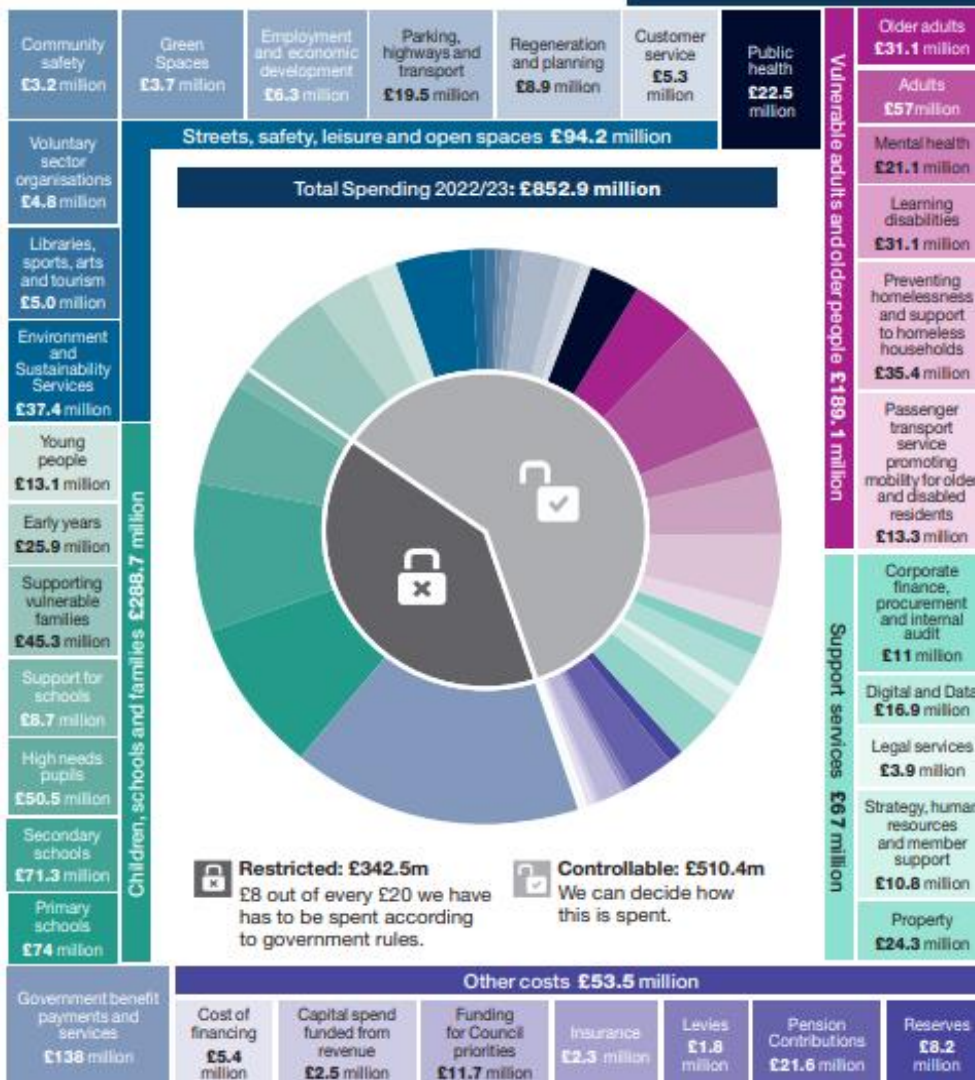 Community
safety
£3.2 million
Green
Spaces
£3.7 million
Employment
and economic
development
£6.3 million
Parking,
highways and
transport
£19.5 million
Regeneration
and planning
£8.9 million
Customer
service
£5.3
million
Public
health
£22.5
million
Streets, safety, leisure and open spaces £94.2 million
Voluntary
sector
organisations
£4.8 million
Libraries,
sports, arts
and tourism
£5.0 million
Environment
and
Sustainability
Services
£37.4 million
Total Spending 2022/23: £852.9 million
Vulnerable adults and older people £189.1 million
Older adults
£31.1 million
Adults
£57million
Mental health
£21.1 million
Learning
disabilities
£31.1 million
Preventing
homelessness
and support
to homeless
households
£35.4 million
Passenger
transport
service
promoting
mobility for older
and disabled
residents
£13.3 million
Children, schools and families £288.7 million
Young
people
£13.1 million
Early years
£25.9 million
Supporting
vulnerable
families
£45.3 million
Support for
schools
£8.7 million
High needs
pupils
£50.5 million
Secondary
schools
£71.3 million
Primary
schools
£74 million
Support services £67 million
Corporate
finance,
procurement
and internal
audit
£11 million
Digital and Data
£16.9 million
Legal services
£3.9 million
Strategy, human
resources
and member
support
£10.8 million
Property
£24.3 million
Restricted: £342.5m
£8 out of every £20 we have
has to be spent according
to government rules.
Controllable: £510.4m
We can decide how
this is spent.
Government benefit
payments and
services
£138 million
Other costs £53.5 million
Cost of
financing
£5.4
million
Capital spend
funded from
revenue
£2.5 million
Funding
for Council
priorities
£11.7 million
Insurance
£2.3 million
Levies
£1.8
million
Pension
Contributions
£21.6 million
Reserves
£8.2
million